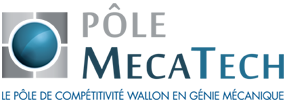 PÔLE
MECATECH
LE PÔLE DE COMPÉTITIVITÉ WALLON EN GÉNIE MÉCANIQUE